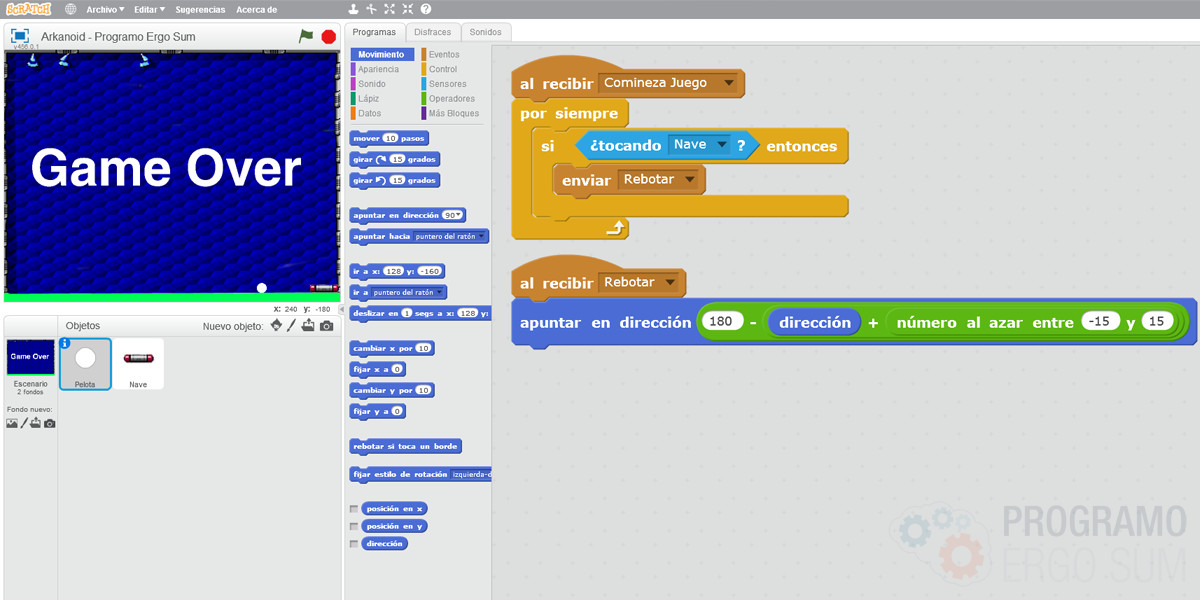 SCRATCH
Archivo
Editar
Sugerencias
Acerca de
Arkanoid - Programo Ergo Sum
v456.0.1
Game Over
X: 240 y: -180
Objetos
Nuevo objeto:
Game Over
Escenario
2 fondos
Fondo nuevo:
Pelota
Nave
Programas
Disfraces
Sonidos
Movimiento
Eventos
Apariencia
Control
Sonido
Sensores
Lápiz
Operadores
Datos
Más Bloques
mover 10 pasos
girar 15 grados
girar 15 grados
apuntar en dirección 90
apuntar hacia puntero del ratón
ir a x: 128 y: -160
ir a puntero del ratón
deslizar en 1 segs a x: 128 y:
cambiar x por 10
fijar x a 0
cambiar y por 10
fijar y a 0
rebotar si toca un borde
fijar estilo de rotación izquierda-d
posición en x
posición en y
dirección
al recibir Comineza Juego
por siempre
si ¿tocando Nave ? entonces
enviar Rebotar
al recibir Rebotar
apuntar en dirección 180 - dirección + número al azar entre -15 y 15
PROGRAMO
ERGO SUM